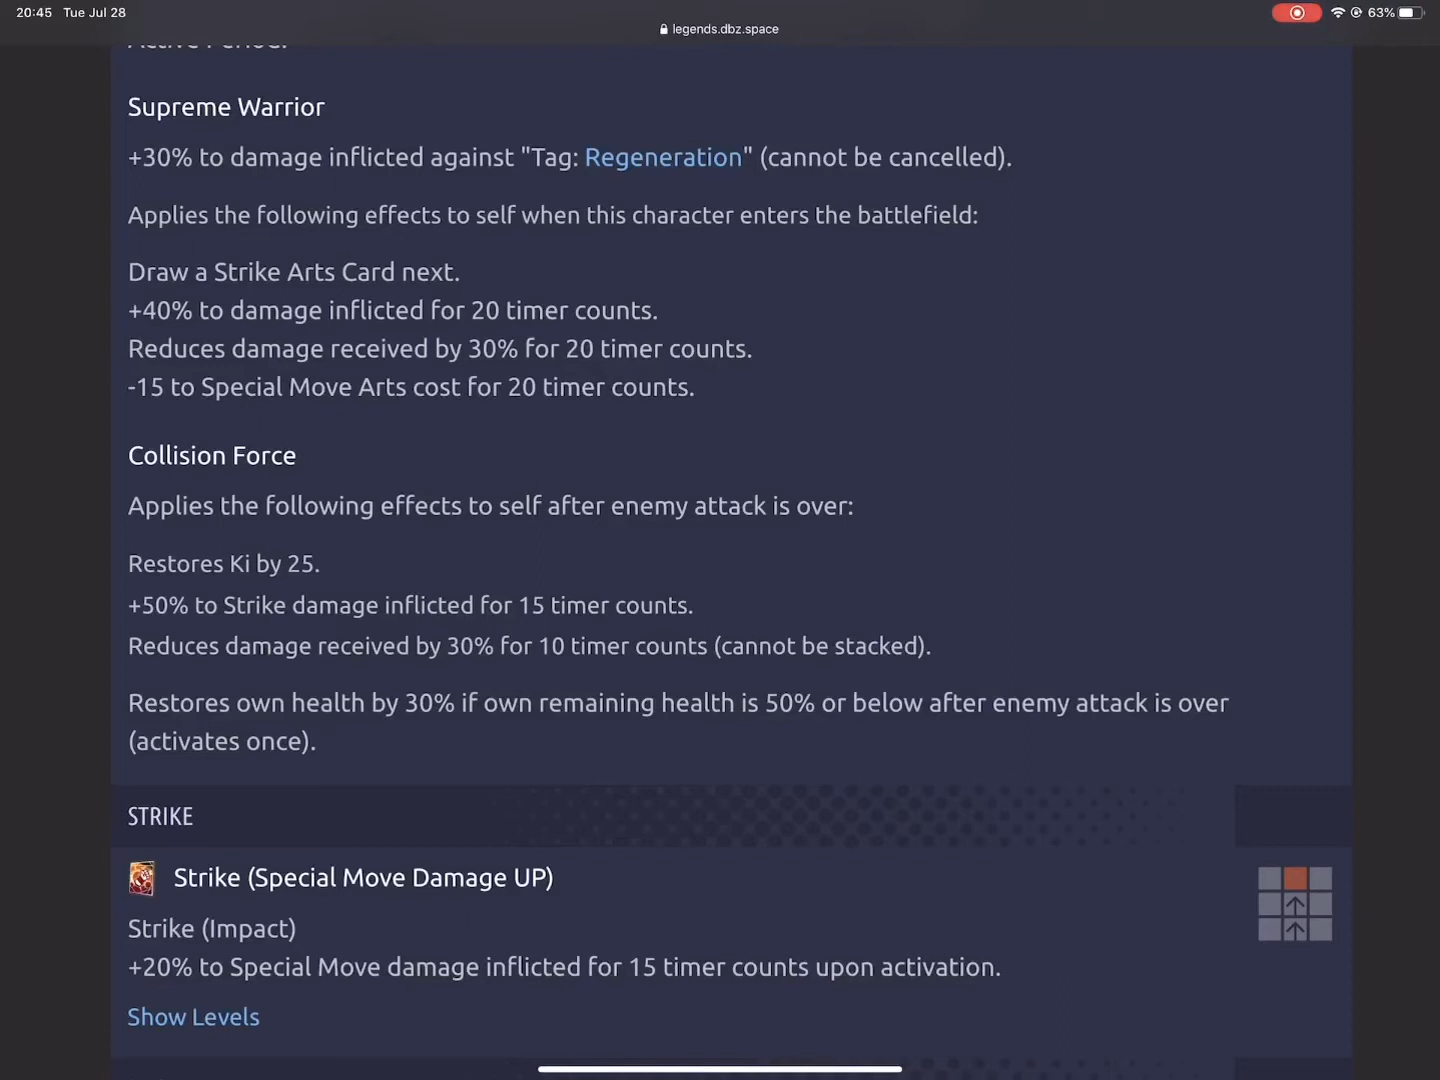 20:45 Tue Jul 28
63%
legends.dbz.space
Supreme Warrior
+30% to damage inflicted against "Tag: Regeneration" (cannot be cancelled).
Applies the following effects to self when this character enters the battlefield:
Draw a Strike Arts Card next.
+40% to damage inflicted for 20 timer counts.
Reduces damage received by 30% for 20 timer counts.
-15 to Special Move Arts cost for 20 timer counts.
Collision Force
Applies the following effects to self after enemy attack is over:
Restores Ki by 25.
+50% to Strike damage inflicted for 15 timer counts.
Reduces damage received by 30% for 10 timer counts (cannot be stacked).
Restores own health by 30% if own remaining health is 50% or below after enemy attack is over
(activates once).
STRIKE
Strike (Special Move Damage UP)
Strike (Impact)
+20% to Special Move damage inflicted for 15 timer counts upon activation.
Show Levels